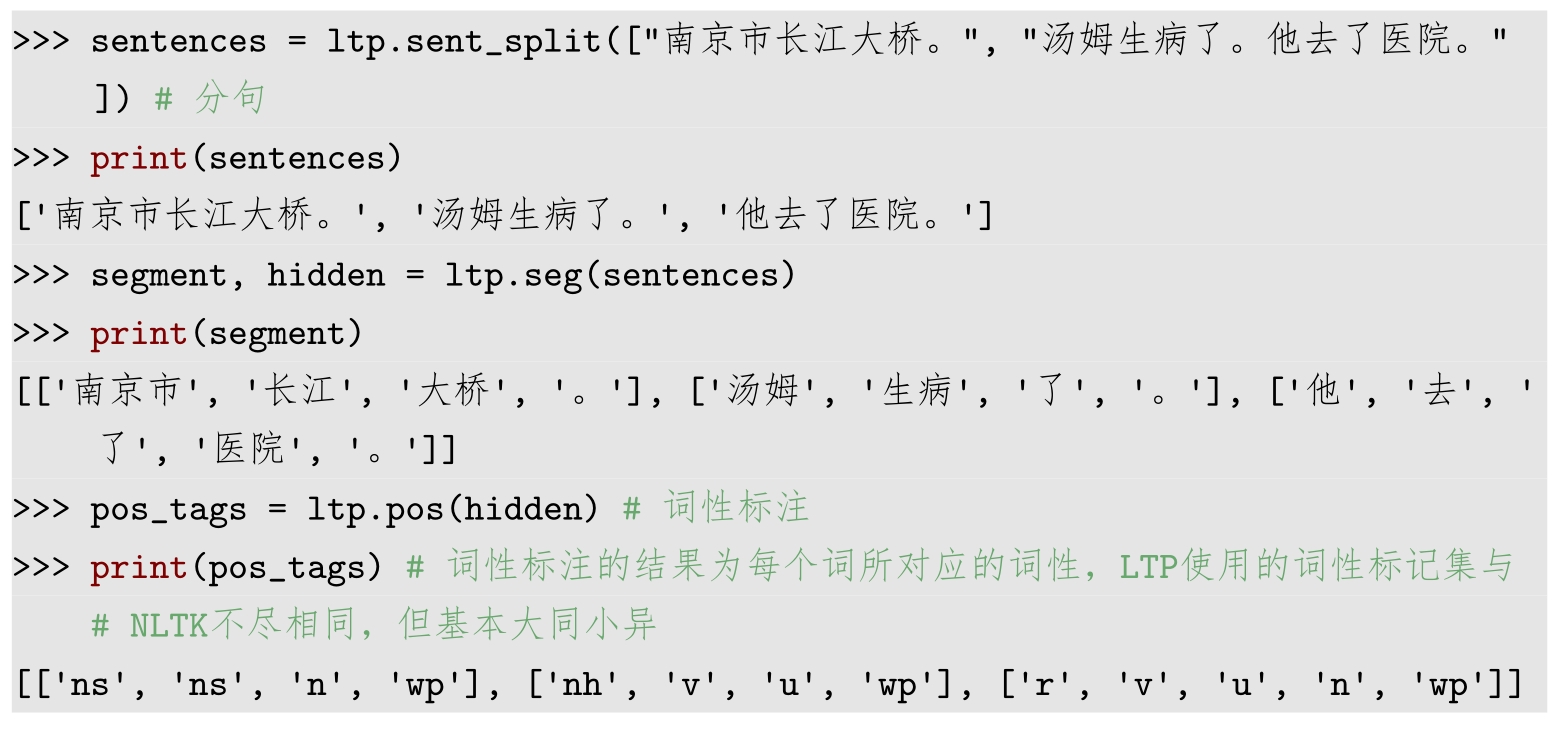 >>> sentences = ltp.sent_split(["南京市长江大桥。", "汤姆生病了。他去了医院。"
]) # 分句
>>> print(sentences)
['南京市长江大桥。', '汤姆生病了。', '他去了医院。']
>>> segment, hidden = ltp.seg(sentences)
>>> print(segment)
[['南京市', '长江', '大桥', '。'], ['汤姆', '生病', '了', '。'], ['他', '去', '
了', '医院', '。']]
>>> pos_tags = ltp.pos(hidden) # 词性标注
>>> print(pos_tags) # 词性标注的结果为每个词所对应的词性，LTP使用的词性标记集与
# NLTK不尽相同，但基本大同小异
[['ns', 'ns', 'n', 'wp'], ['nh', 'v', 'u', 'wp'], ['r', 'v', 'u', 'n', 'wp']]